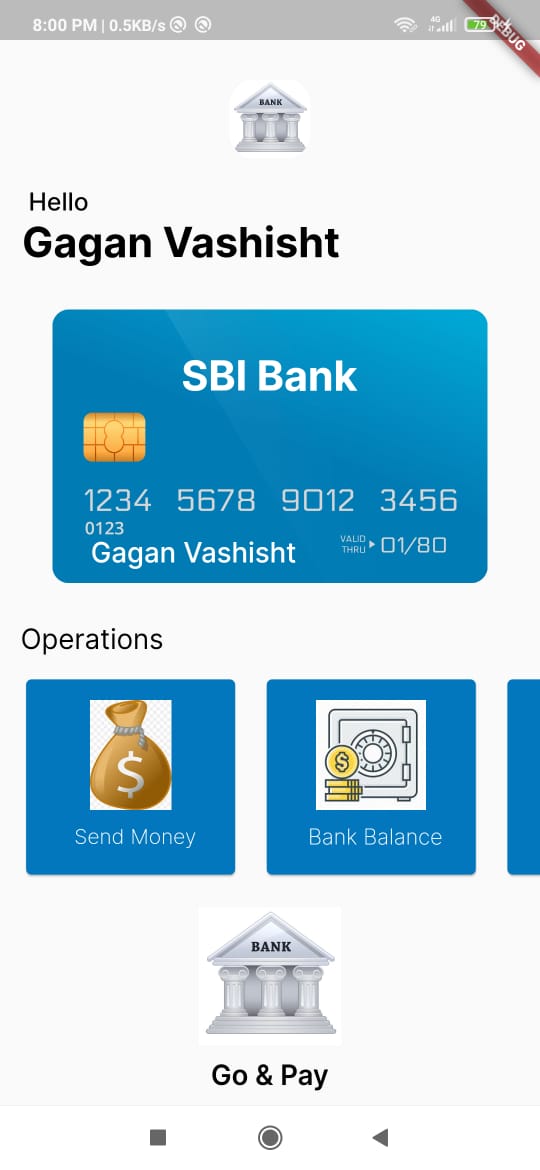 8:00 PM | 0.5KB/s
4G
79
DEBUG
BANK
Hello
Gagan Vashisht
SBI Bank
1234 5678 9012 3456
0123
VALID THRU 01/80
Gagan Vashisht
Operations
$
$
Send Money
Bank Balance
BANK
Go & Pay